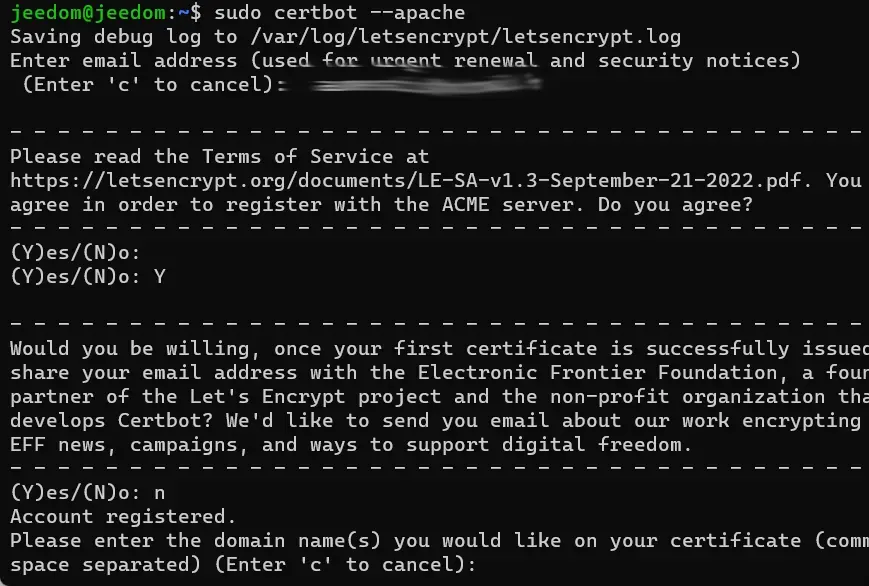 jeedom@jeedom:~$ sudo certbot --apache
Saving debug log to /var/log/letsencrypt/letsencrypt.log
Enter email address (used for urgent renewal and security notices)
 (Enter 'c' to cancel):
- - - - - - - - - - - - - - - - - - - - - - - - - - - - - - - - - - - -
Please read the Terms of Service at
https://letsencrypt.org/documents/LE-SA-v1.3-September-21-2022.pdf. You
agree in order to register with the ACME server. Do you agree?
- - - - - - - - - - - - - - - - - - - - - - - - - - - - - - - - - - - -
(Y)es/(N)o:
(Y)es/(N)o: Y
- - - - - - - - - - - - - - - - - - - - - - - - - - - - - - - - - - - -
Would you be willing, once your first certificate is successfully issued
share your email address with the Electronic Frontier Foundation, a foun
partner of the Let's Encrypt project and the non-profit organization tha
develops Certbot? We'd like to send you email about our work encrypting
EFF news, campaigns, and ways to support digital freedom.
- - - - - - - - - - - - - - - - - - - - - - - - - - - - - - - - - - - -
(Y)es/(N)o: n
Account registered.
Please enter the domain name(s) you would like on your certificate (comm
space separated) (Enter 'c' to cancel):